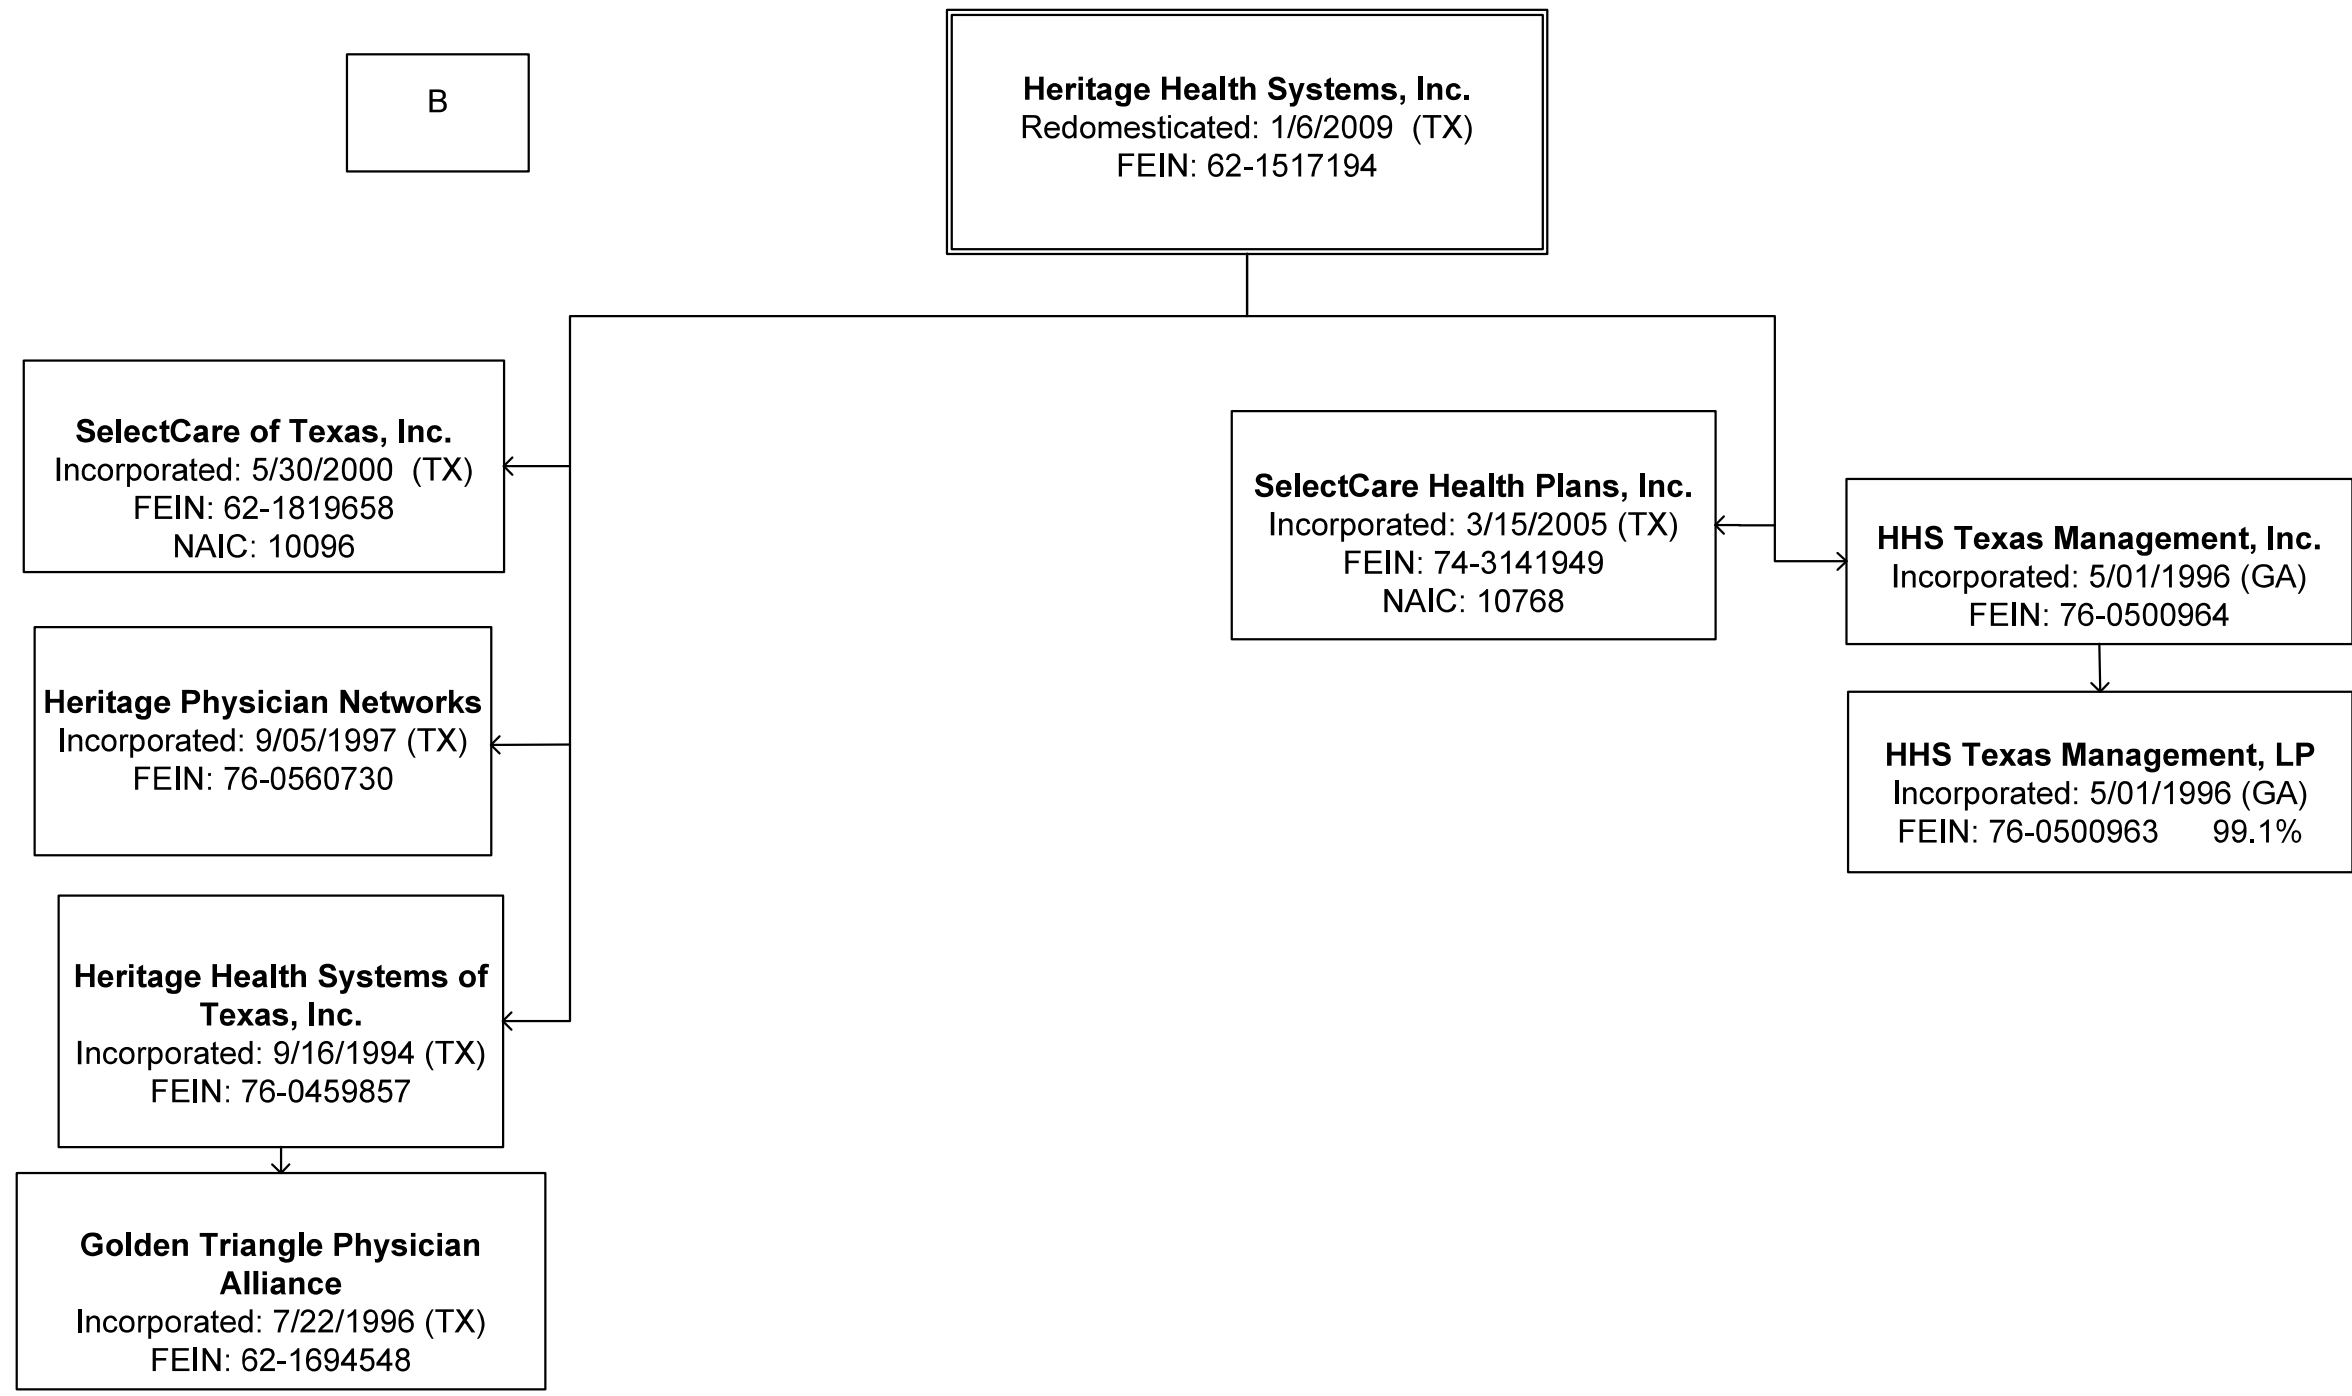 B
Heritage Health Systems, Inc.
Redomesticated: 1/6/2009  (TX)
FEIN: 62-1517194
SelectCare of Texas, Inc.
Incorporated: 5/30/2000  (TX)
FEIN: 62-1819658
NAIC: 10096
SelectCare Health Plans, Inc.
Incorporated: 3/15/2005 (TX)
FEIN: 74-3141949
NAIC: 10768
HHS Texas Management, Inc.
Incorporated: 5/01/1996 (GA)
FEIN: 76-0500964
Heritage Physician Networks
Incorporated: 9/05/1997 (TX)
FEIN: 76-0560730
HHS Texas Management, LP
Incorporated: 5/01/1996 (GA)
FEIN: 76-0500963      99.1%
Heritage Health Systems of
Texas, Inc.
Incorporated: 9/16/1994 (TX)
FEIN: 76-0459857
Golden Triangle Physician
Alliance
Incorporated: 7/22/1996 (TX)
FEIN: 62-1694548